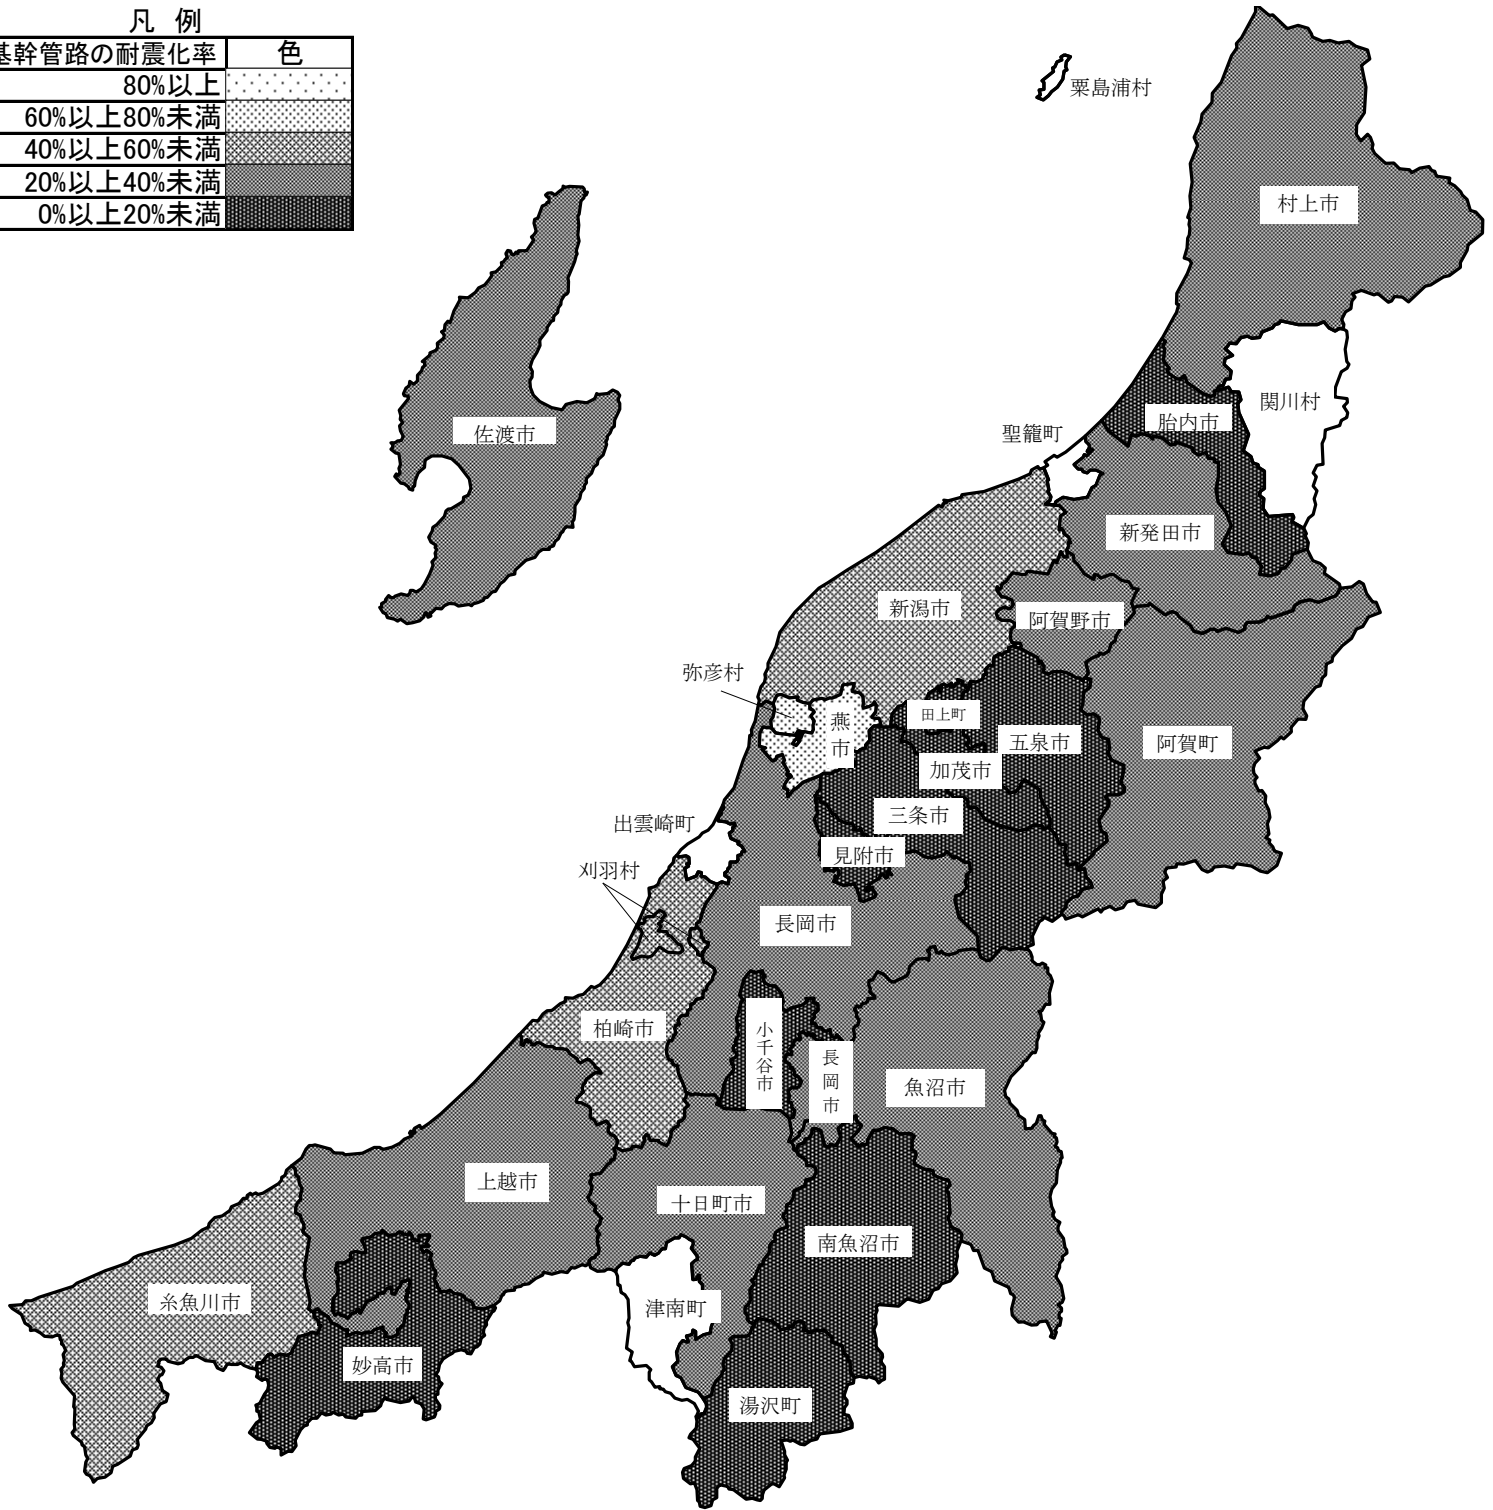 凡 例
基幹管路の耐震化率 色
80%以上
60%以上80%未満
40%以上60%未満
20%以上40%未満
0%以上20%未満
粟島浦村
村上市
関川村
胎内市
聖籠町
佐渡市
新発田市
新潟市
阿賀野市
弥彦村
燕市
田上町
五泉市
阿賀町
加茂市
三条市
出雲崎町
見附市
刈羽村
長岡市
柏崎市
小千谷市
長岡市
魚沼市
上越市
十日町市
南魚沼市
糸魚川市
津南町
妙高市
湯沢町